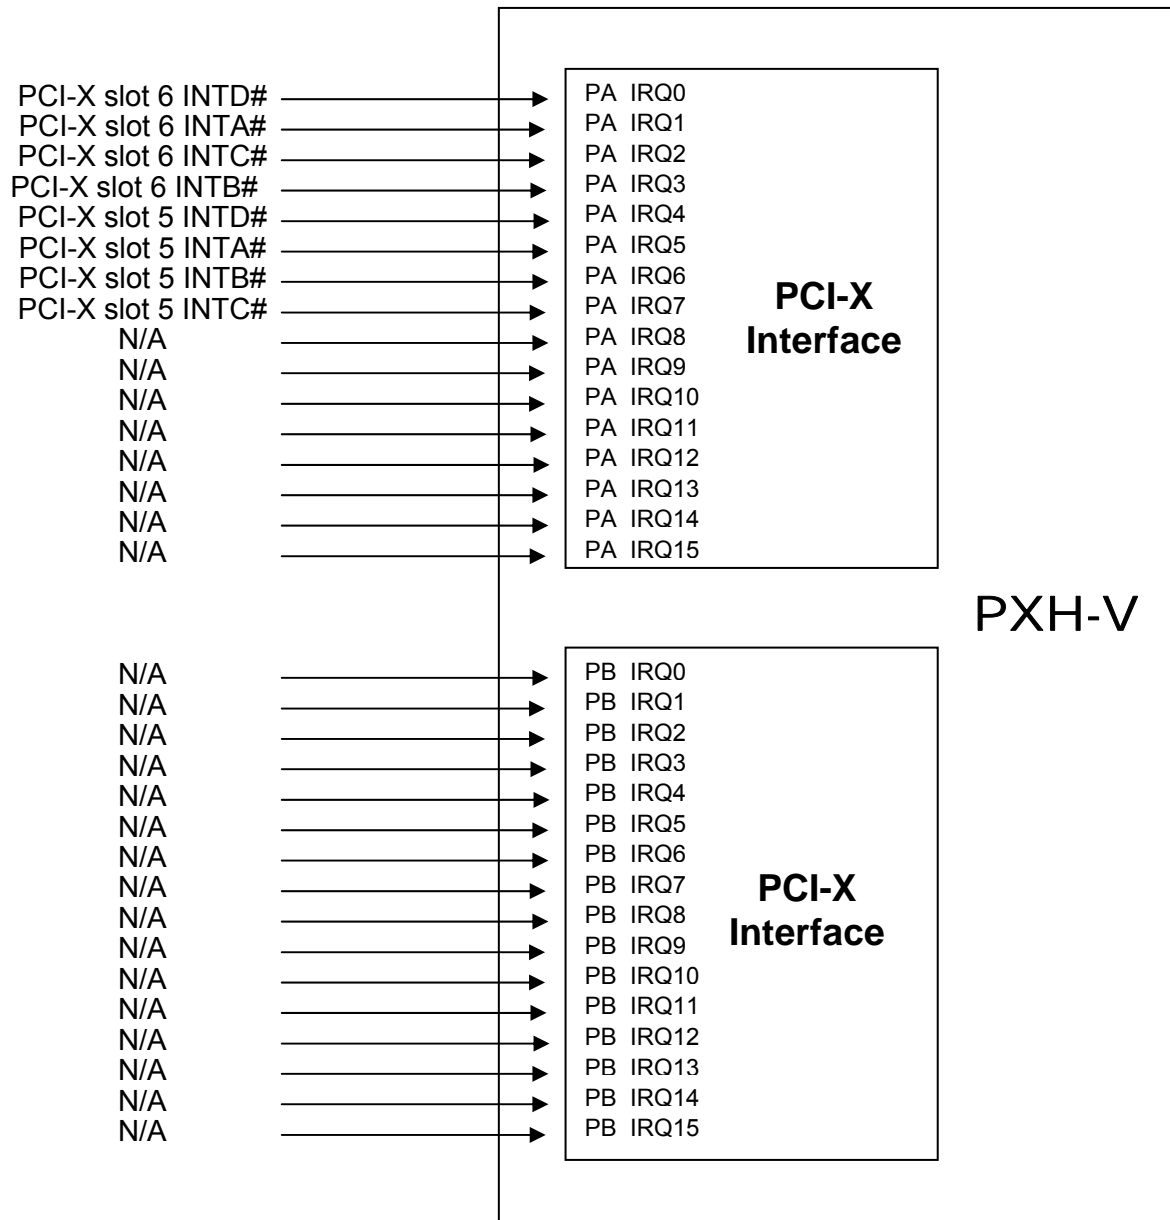 PCI-X slot 6 INTD# PA IRQ0
PCI-X slot 6 INTA# PA IRQ1
PCI-X slot 6 INTC# PA IRQ2
PCI-X slot 6 INTB# PA IRQ3
PCI-X slot 5 INTD# PA IRQ4
PCI-X slot 5 INTA# PA IRQ5
PCI-X slot 5 INTB# PA IRQ6
PCI-X slot 5 INTC# PA IRQ7
N/A PA IRQ8
N/A PA IRQ9
N/A PA IRQ10
N/A PA IRQ11
N/A PA IRQ12
N/A PA IRQ13
N/A PA IRQ14
N/A PA IRQ15
PCI-X
Interface
PXH-V
N/A PB IRQ0
N/A PB IRQ1
N/A PB IRQ2
N/A PB IRQ3
N/A PB IRQ4
N/A PB IRQ5
N/A PB IRQ6
N/A PB IRQ7
N/A PB IRQ8
N/A PB IRQ9
N/A PB IRQ10
N/A PB IRQ11
N/A PB IRQ12
N/A PB IRQ13
N/A PB IRQ14
N/A PB IRQ15
PCI-X
Interface